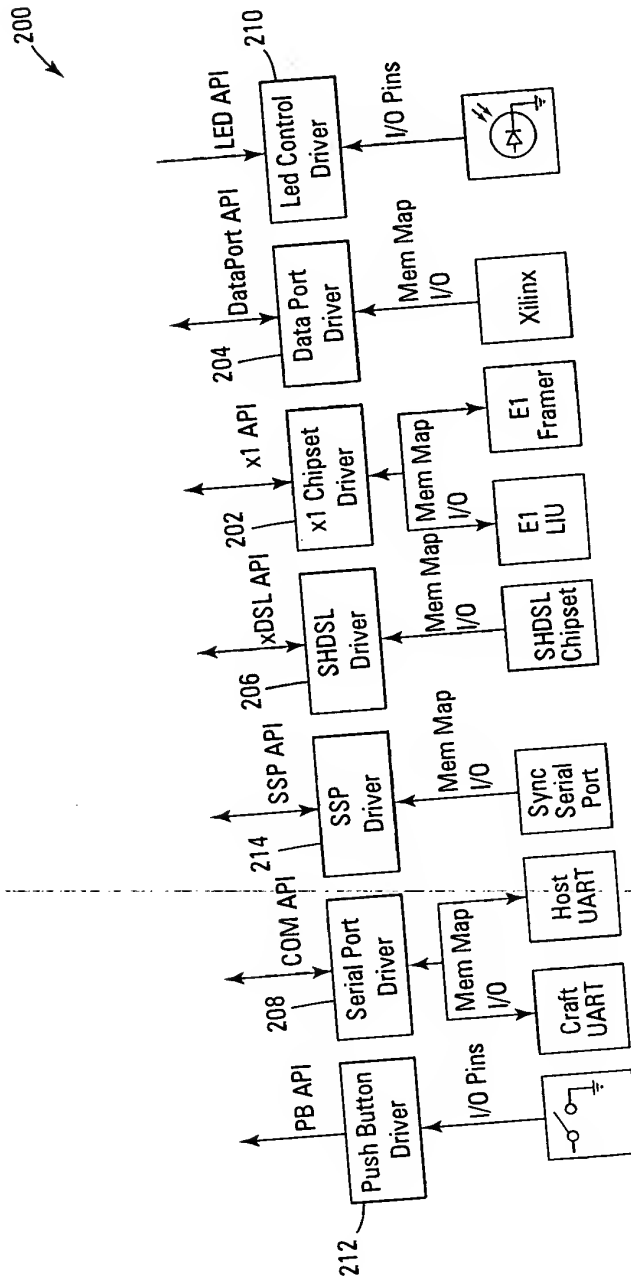 200
PB API
COM API
SSP API
xDSL API
x1 API
DataPort API
LED API
212
208
214
206
202
204
210
Push Button
Driver
Serial Port
Driver
SSP
Driver
SHDSL
Driver
x1 Chipset
Driver
Data Port
Driver
Led Control
Driver
I/O Pins
Mem Map
I/O
Mem Map
I/O
Mem Map
I/O
Mem Map
I/O
Mem Map
I/O
I/O Pins
Craft
UART
Host
UART
Sync
Serial
Port
SHDSL
Chipset
E1
LIU
E1
Framer
Xilinx